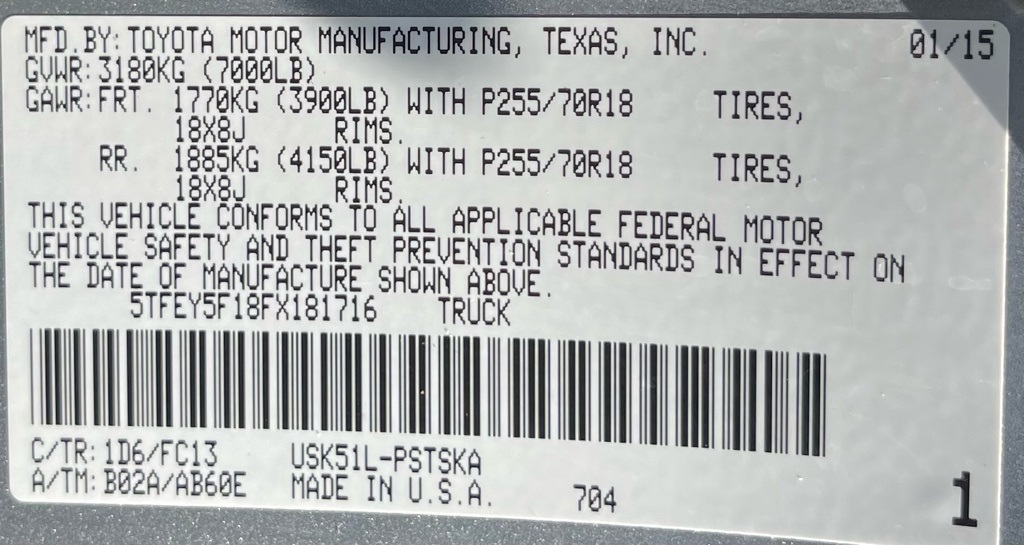 MFD.BY: TOYOTA MOTOR MANUFACTURING, TEXAS, INC. 01/15
GVWR: 3180KG (7000LB)
GAWR: FRT. 1770KG (3900LB) WITH P255/70R18 TIRES,
18X8J RIMS.
RR. 1885KG (4150LB) WITH P255/70R18 TIRES,
18X8J RIMS.
THIS VEHICLE CONFORMS TO ALL APPLICABLE FEDERAL MOTOR
VEHICLE SAFETY AND THEFT PREVENTION STANDARDS IN EFFECT ON
THE DATE OF MANUFACTURE SHOWN ABOVE.
5TFEY5F18FX181716 TRUCK
C/TR: 1D6/FC13 USK51L-PSTSKA
A/TM: B02A/AB60E MADE IN U.S.A. 704 1